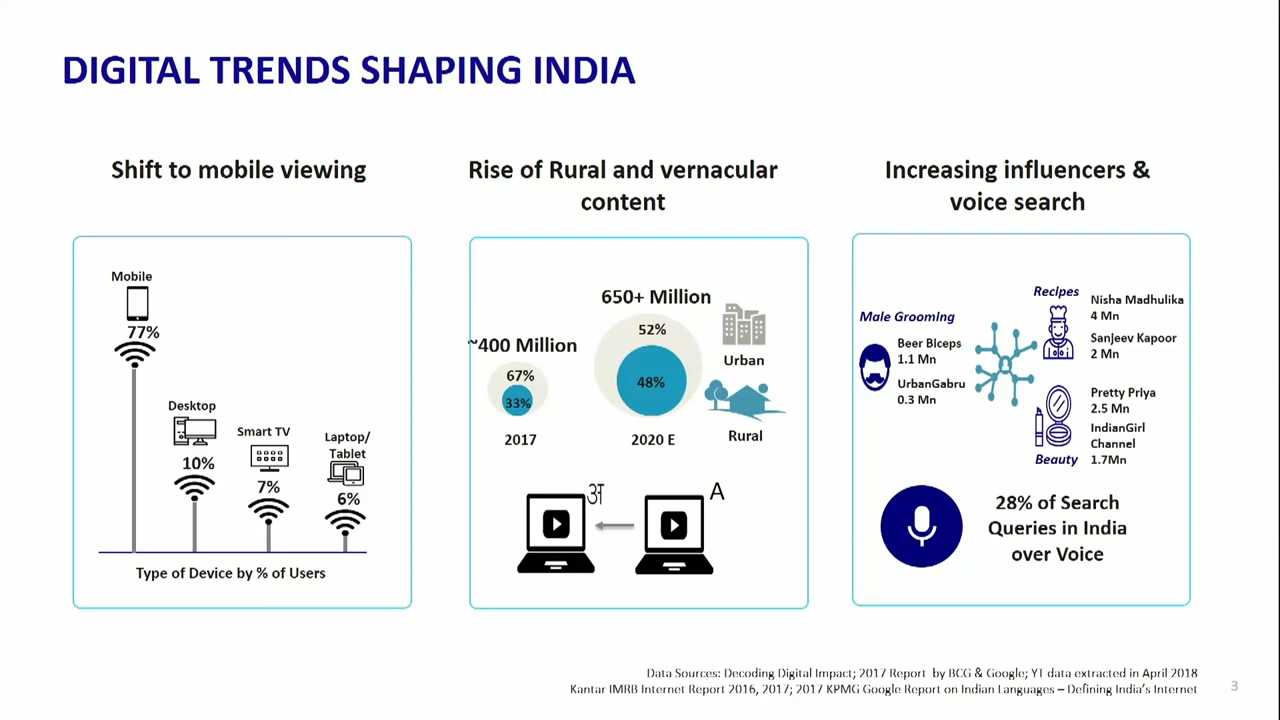 DIGITAL TRENDS SHAPING INDIA
Shift to mobile viewing
Mobile
77%
Desktop
10%
Smart TV
7%
Laptop/
Tablet
6%
Type of Device by % of Users
Rise of Rural and vernacular
content
~400 Million
67%
33%
2017
650+ Million
52%
48%
2020 E
Urban
Rural
अ
A
Increasing influencers &
voice search
Male Grooming
Beer BIceps
1.1 Mn
UrbanGabru
0.3 Mn
Recipes
Nisha Madhulika
4 Mn
Sanjeev Kapoor
2 Mn
Pretty Priya
2.5 Mn
IndianGirl
Channel
1.7Mn
Beauty
28% of Search
Queries in India
over Voice
Data Sources: Decoding Digital Impact; 2017 Report by BCG & Google; YT data extracted in April 2018
Kantar IMRB Internet Report 2016, 2017; 2017 KPMG Google Report on Indian Languages – Defining India's Internet
3